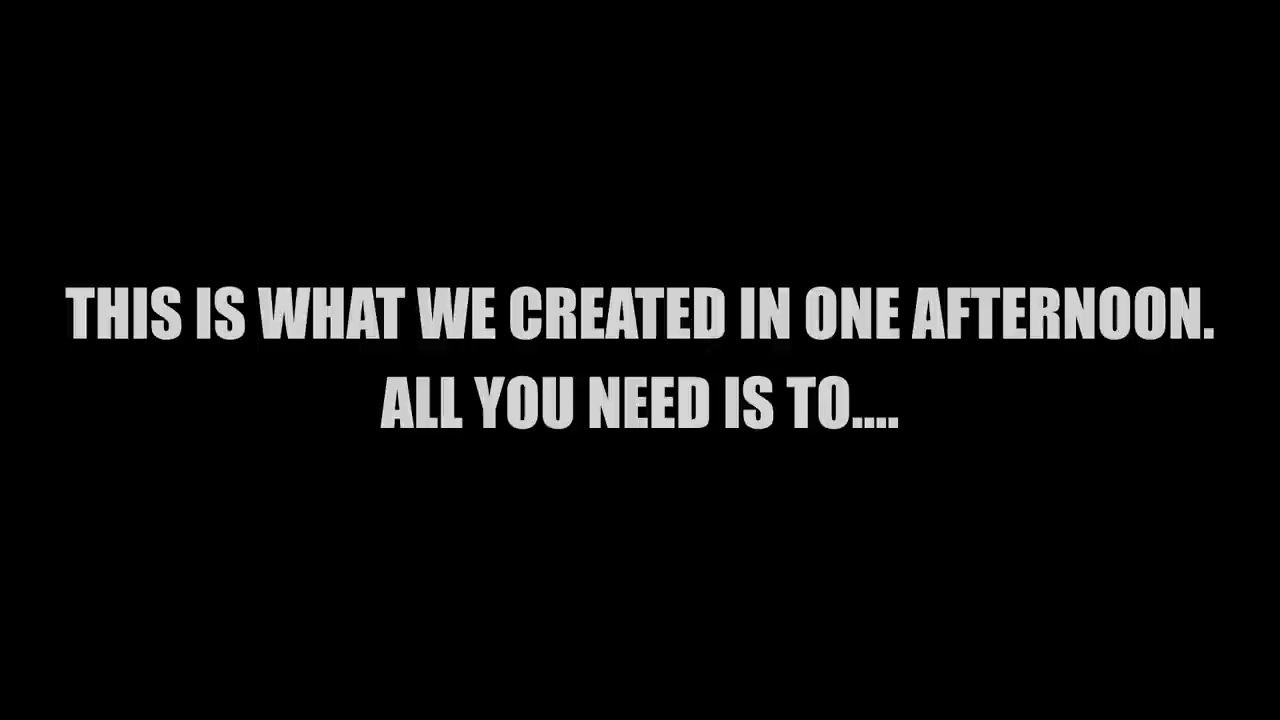 THIS IS WHAT WE CREATED IN ONE AFTERNOON.
ALL YOU NEED IS TO....